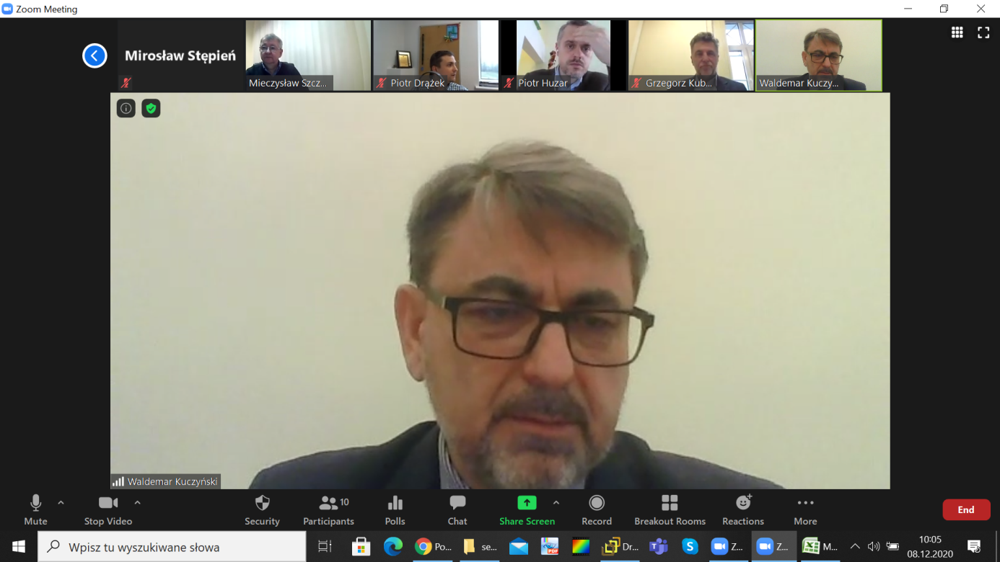 Zoom Meeting
Mirosław Stępień
Mieczysław Szcz...
Piotr Drążek
Piotr Huzar
Grzegorz Kub...
Waldemar Kuczy...
Waldemar Kuczyński
Mute
Stop Video
Security
Participants
10
Polls
Chat
Share Screen
Record
Breakout Rooms
Reactions
More
End
Wpisz tu wyszukiwane słowa
Po...
se...
PDF
Dr...
Z...
Z...
M...
10:05
08.12.2020